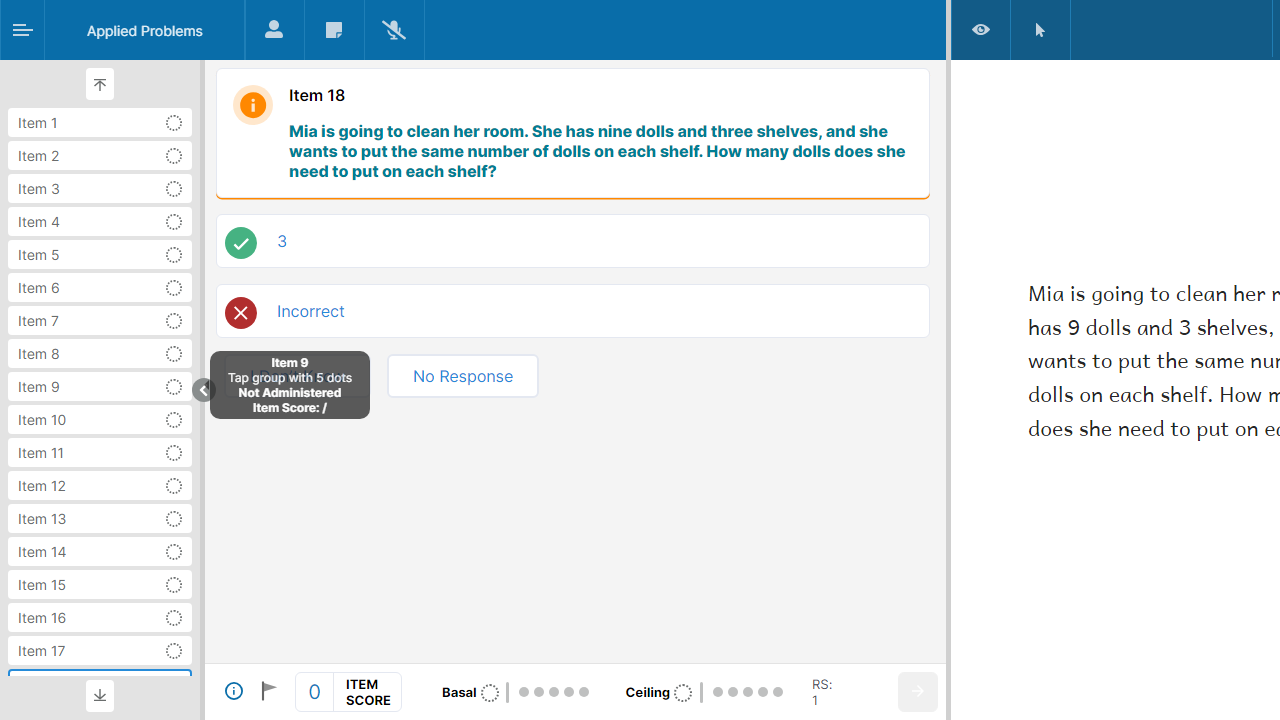 Applied Problems
Item 1
Item 2
Item 3
Item 4
Item 5
Item 6
Item 7
Item 8
Item 9
Item 10
Item 11
Item 12
Item 13
Item 14
Item 15
Item 16
Item 17
Item 18
Mia is going to clean her room. She has nine dolls and three shelves, and she
wants to put the same number of dolls on each shelf. How many dolls does she
need to put on each shelf?
3
Incorrect
No Response
Item 9
Tap group with 5 dots
Not Administered
Item Score: /
0
ITEM
SCORE
Basal
Ceiling
RS:
1
Mia is going to clean her
has 9 dolls and 3 shelves,
wants to put the same
dolls on each shelf. How
does she need to put on